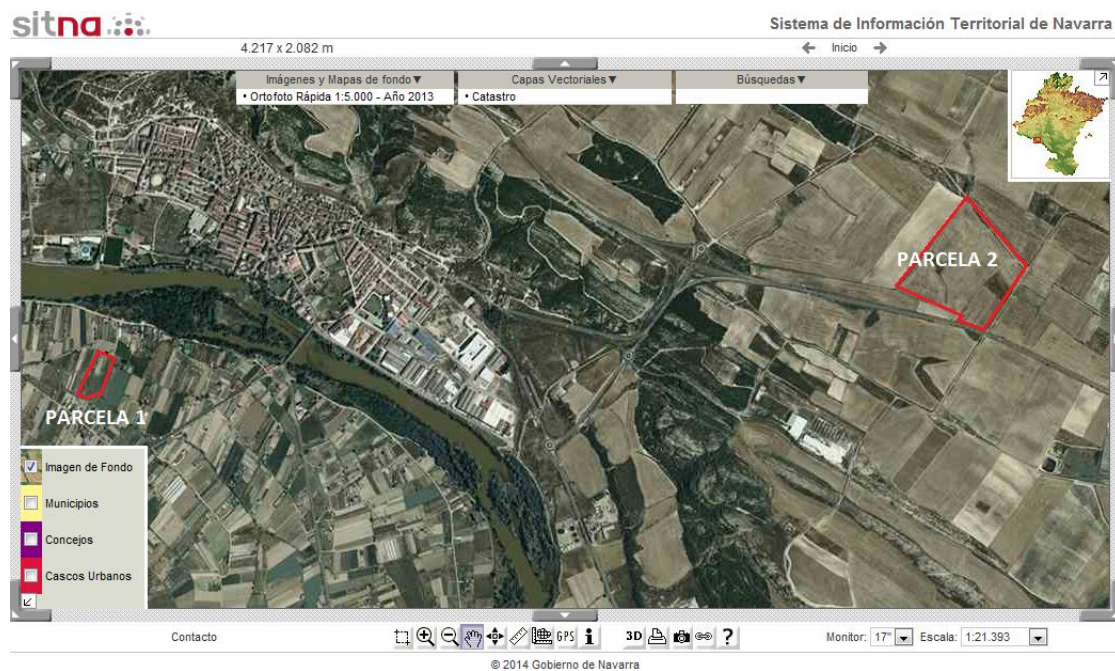 sitna
Sistema de Información Territorial de Navarra
4.217 x 2.082 m
Inicio
Imágenes y Mapas de fondo ▼
Capas Vectoriales ▼
Búsquedas ▼
• Ortofoto Rápida 1:5.000 - Año 2013
• Catastro
PARCELA 2
PARCELA 1
Imagen de Fondo
Municipios
Concejos
Cascos Urbanos
Contacto
GPS
i
3D
?
Monitor: 17"
Escala: 1:21.393
© 2014 Gobierno de Navarra